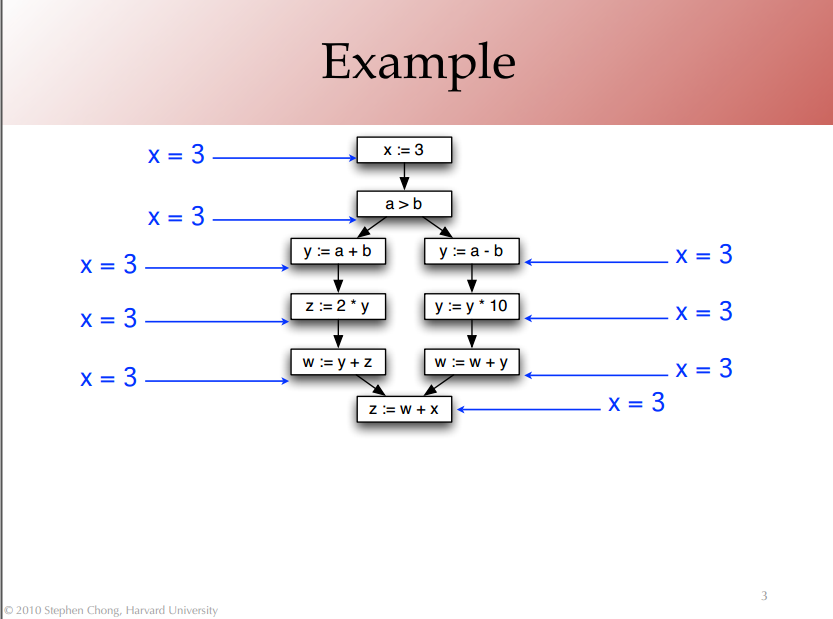 Example
x = 3
x := 3
x = 3
a > b
x = 3
y := a + b
y := a - b
x = 3
x = 3
z := 2 * y
y := y * 10
x = 3
x = 3
w := y + z
w := w + y
x = 3
z := w + x
x = 3
3
© 2010 Stephen Chong, Harvard University